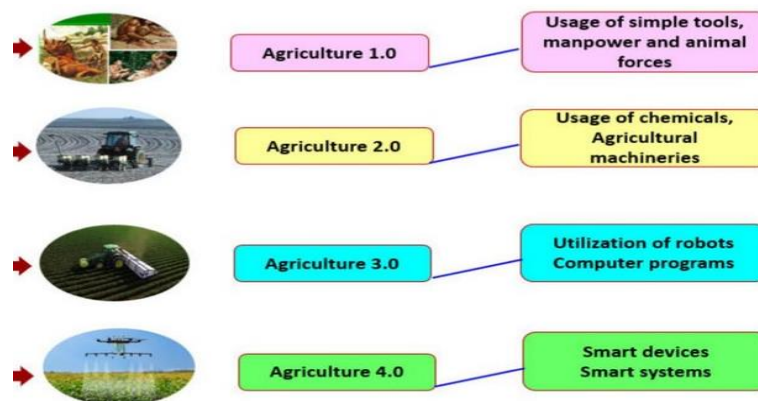 Agriculture 1.0
Usage of simple tools,
manpower and animal
forces
Agriculture 2.0
Usage of chemicals,
Agricultural
machineries
Agriculture 3.0
Utilization of robots
Computer programs
Agriculture 4.0
Smart devices
Smart systems